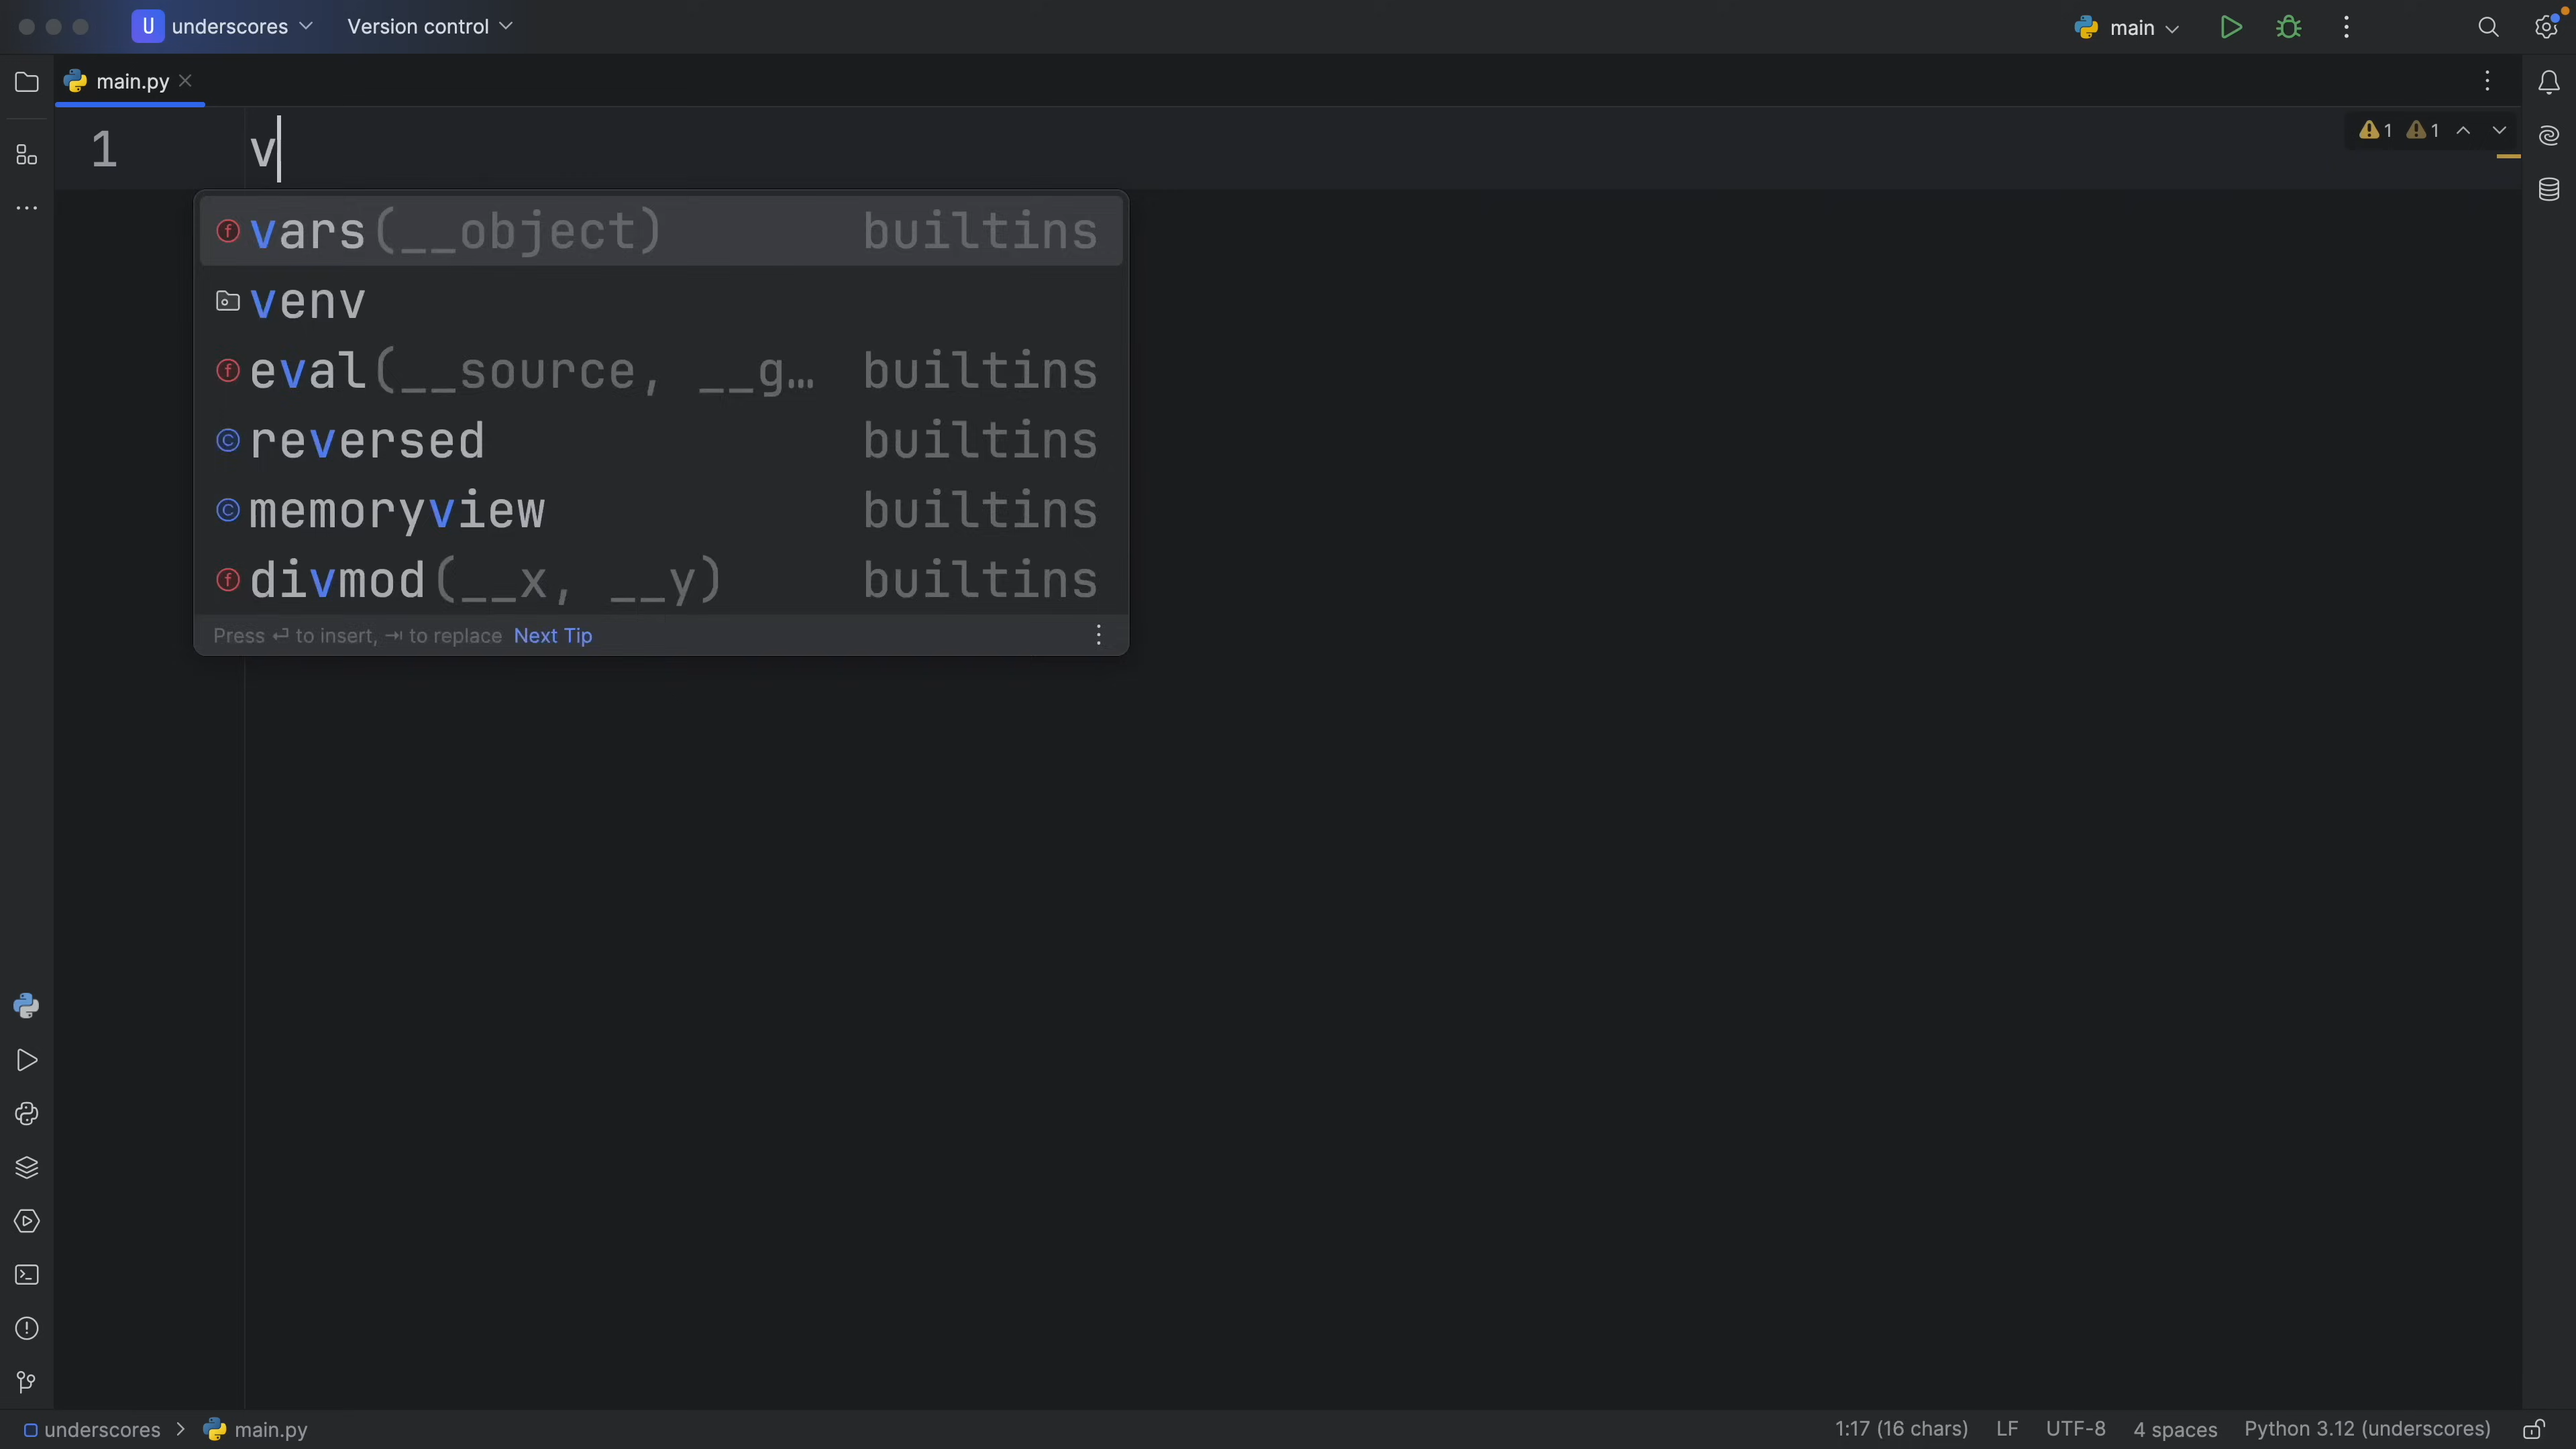 U underscores Version control main
main.py
1 v
1 1
vars(__object) builtins
venv
eval(__source, __g… builtins
reversed builtins
memoryview builtins
divmod(__x, __y) builtins
Press ↵ to insert, ⇥ to replace Next Tip
underscores > main.py 1:17 (16 chars) LF UTF-8 4 spaces Python 3.12 (underscores)